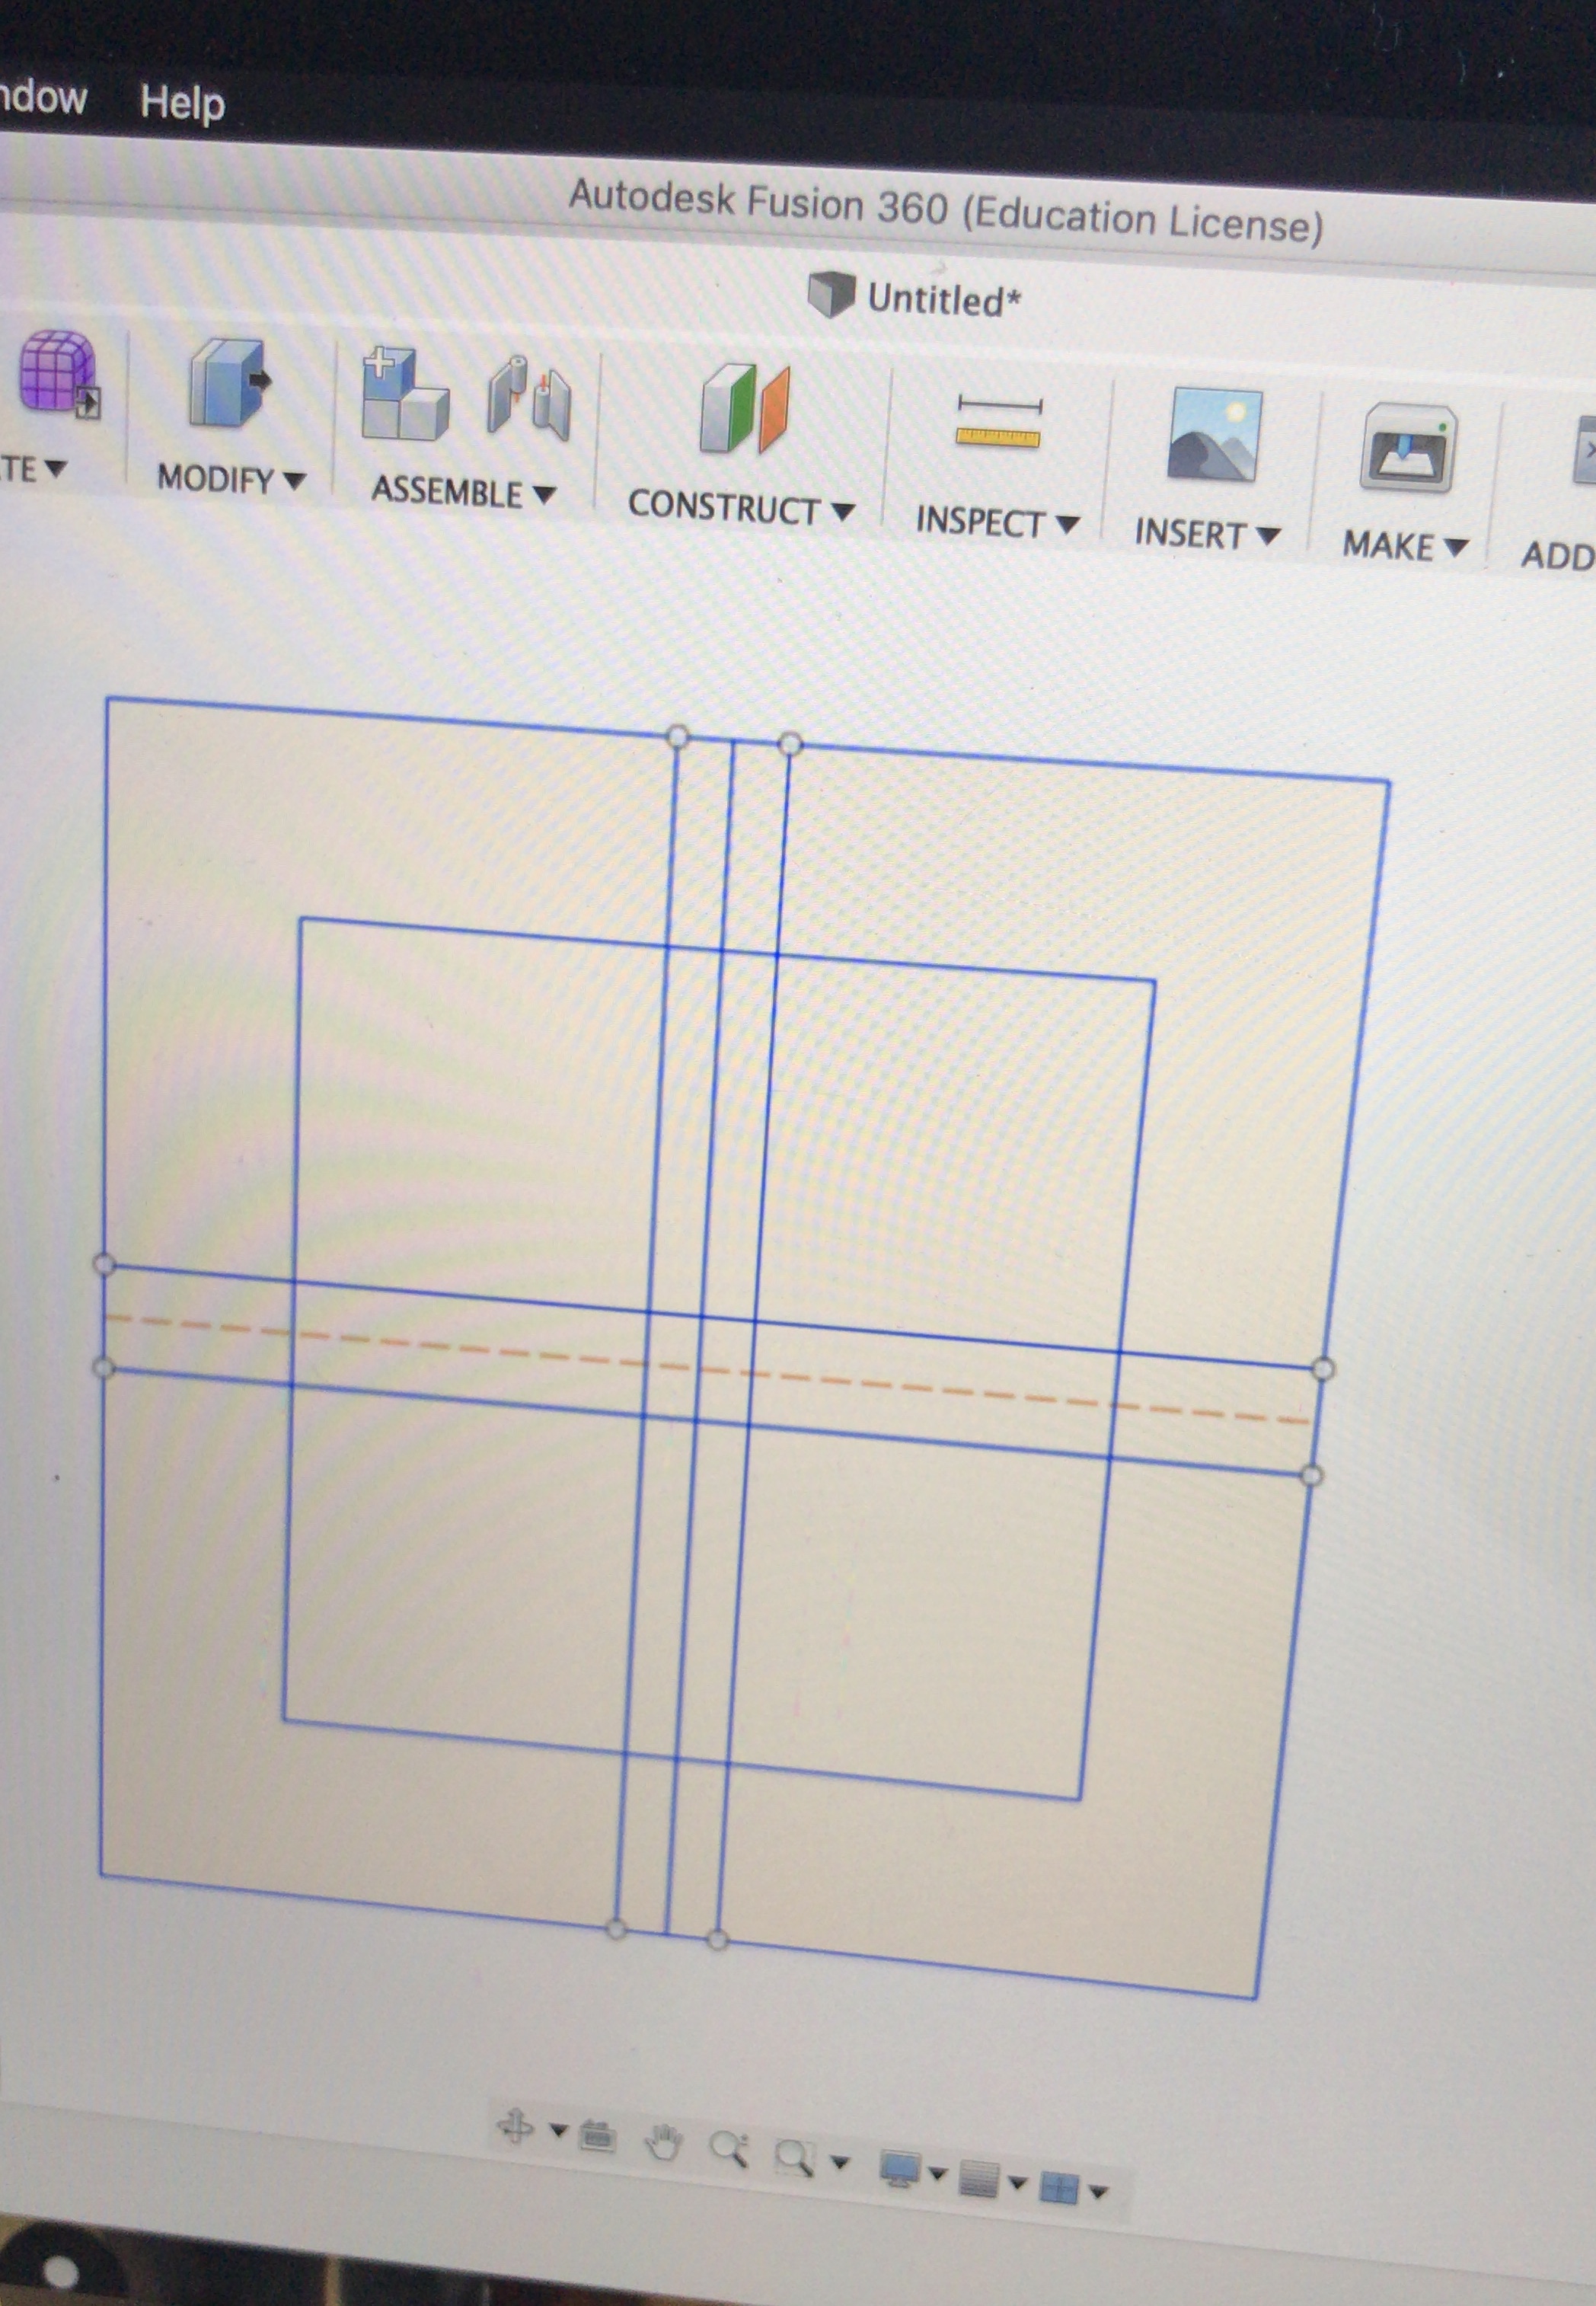 ndow Help
Autodesk Fusion 360 (Education License)
Untitled*
TE MODIFY ASSEMBLE CONSTRUCT INSPECT INSERT MAKE ADD